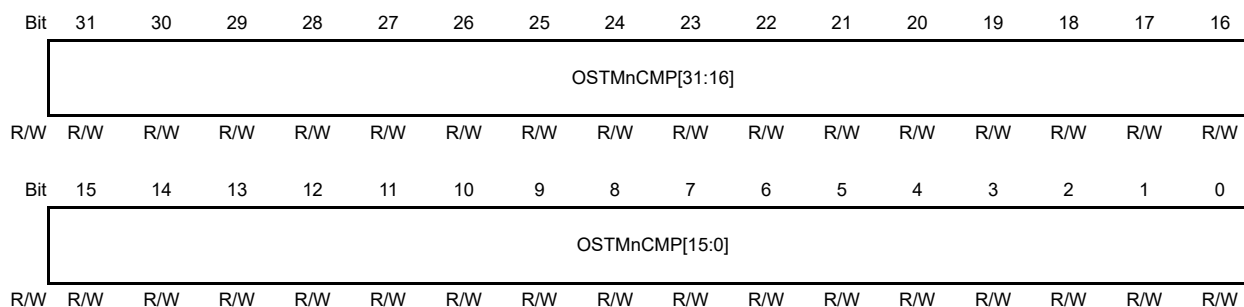 Bit 31 30 29 28 27 26 25 24 23 22 21 20 19 18 17 16
OSTMnCMP[31:16]
R/W R/W R/W R/W R/W R/W R/W R/W R/W R/W R/W R/W R/W R/W R/W R/W R/W
Bit 15 14 13 12 11 10 9 8 7 6 5 4 3 2 1 0
OSTMnCMP[15:0]
R/W R/W R/W R/W R/W R/W R/W R/W R/W R/W R/W R/W R/W R/W R/W R/W R/W